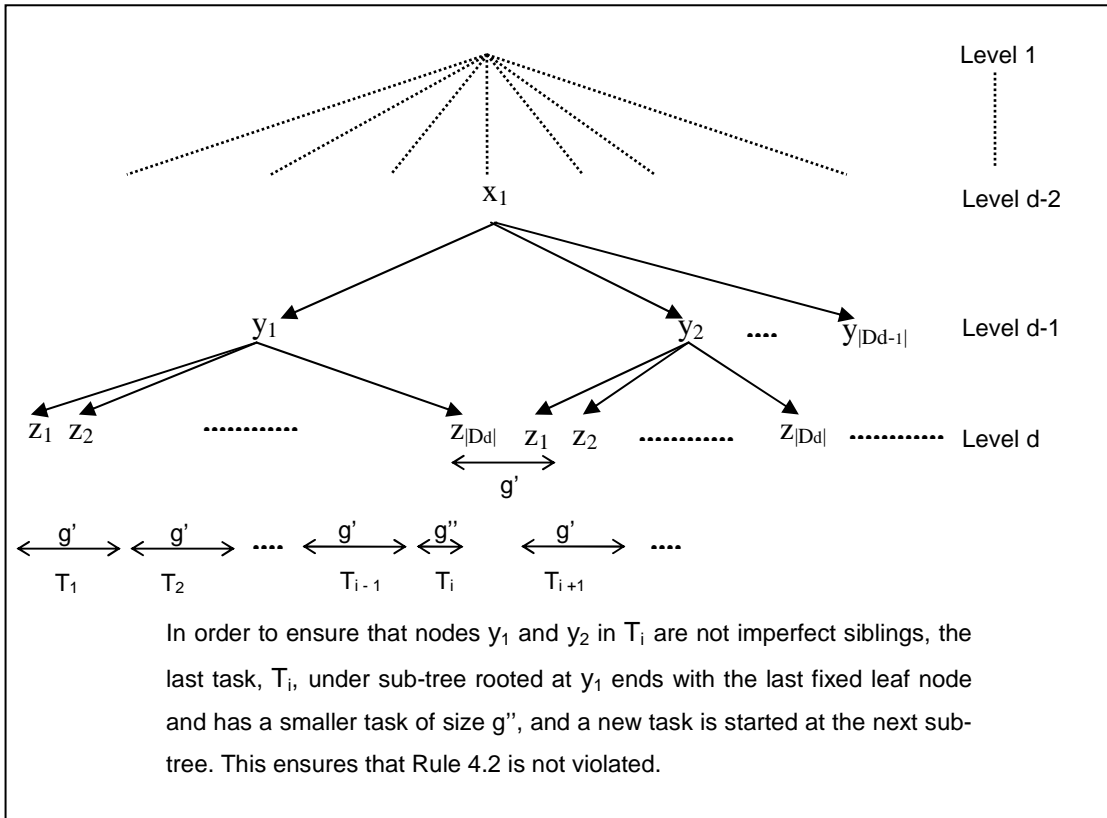 Level 1
x1
Level d-2
y1 y2 .... y|Dd-1| Level d-1
z1 z2 ............ z|Dd| z1 z2 ............ z|Dd| ............ Level d
g’
g’ g’ .... g’ g’’ g’ ....
T1 T2 Ti - 1 Ti Ti +1
In order to ensure that nodes y1 and y2 in Ti are not imperfect siblings, the
last task, Ti, under sub-tree rooted at y1 ends with the last fixed leaf node
and has a smaller task of size g’’, and a new task is started at the next sub-
tree. This ensures that Rule 4.2 is not violated.